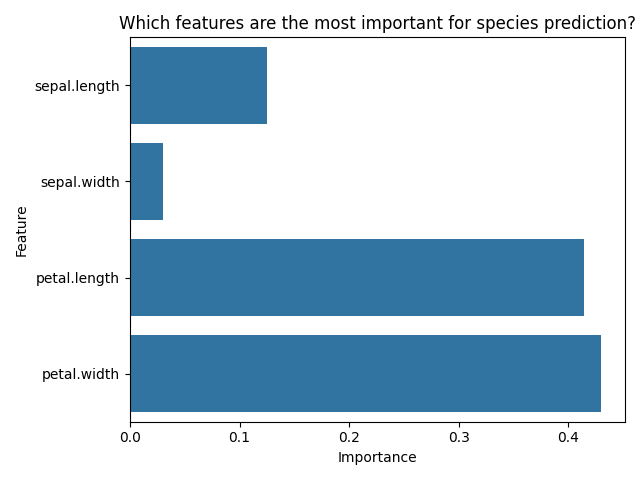 Which features are the most important for species prediction?
sepal.length
sepal.width
petal.length
petal.width
Feature
0.0 0.1 0.2 0.3 0.4
Importance